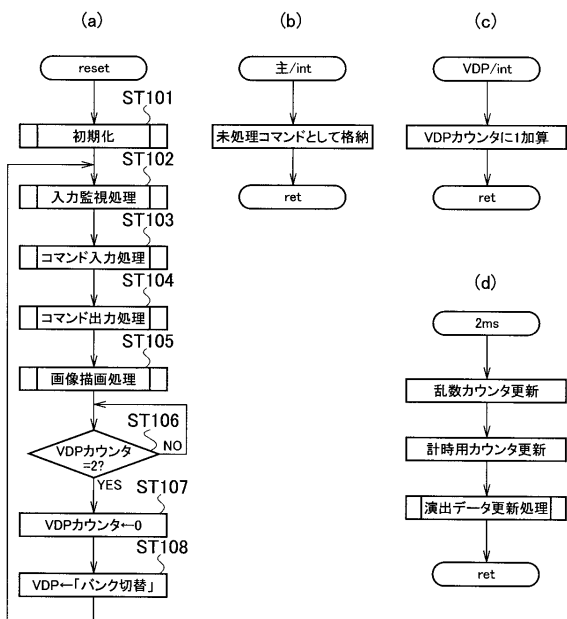 (a)
reset
ST101
初期化
ST102
入力監視処理
ST103
コマンド入力処理
ST104
コマンド出力処理
ST105
画像描画処理
ST106
VDPカウンタ
=2?
NO
YES
ST107
VDPカウンタ←0
ST108
VDP←「バンク切替」
(b)
主/int
未処理コマンドとして格納
ret
(c)
VDP/int
VDPカウンタに1加算
ret
(d)
2ms
乱数カウンタ更新
計時用カウンタ更新
演出データ更新処理
ret